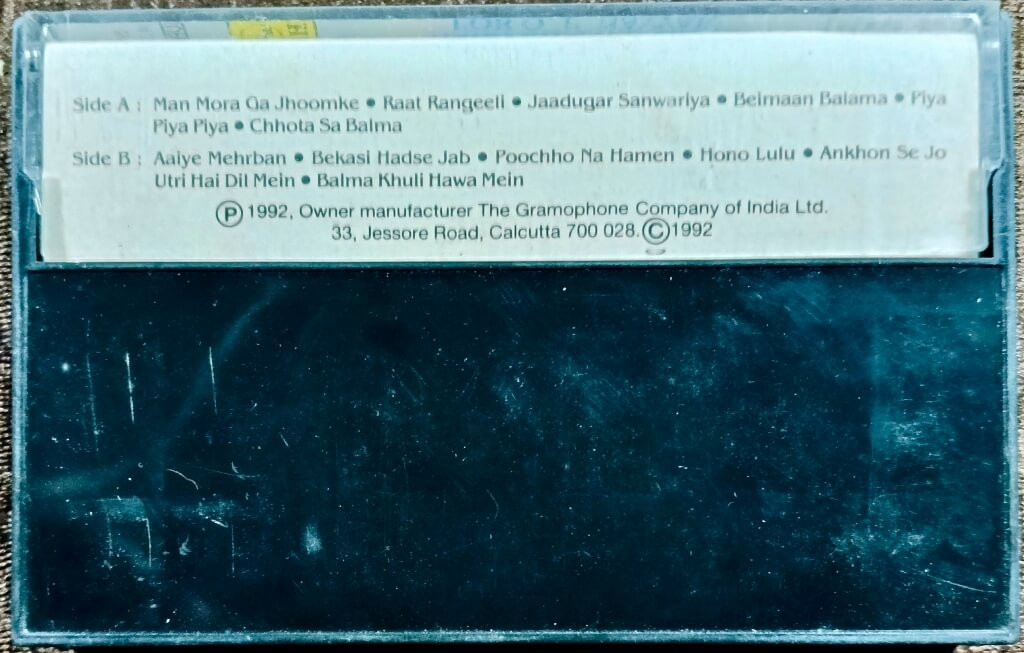 Side A : Man Mora Ga Jhoomke • Raat Rangeeli • Jaadugar Sanwariya • Beimaan Balama • Piya
Piya Piya • Chhota Sa Balma
Side B : Aaiye Mehrban • Bekasi Hadse Jab • Poochho Na Hamen • Hono Lulu • Ankhon Se Jo
Utri Hai Dil Mein • Balma Khuli Hawa Mein
Ⓟ 1992, Owner manufacturer The Gramophone Company of India Ltd.
33, Jessore Road, Calcutta 700 028. Ⓒ 1992